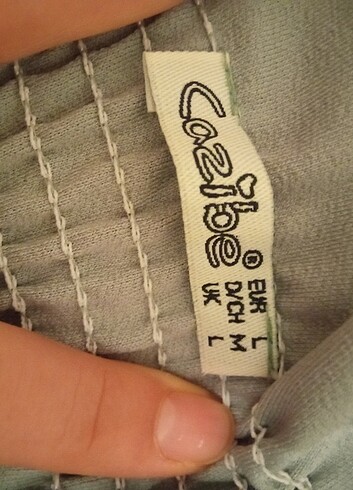 Cazibe®
EUR L
D/CH M
UK L